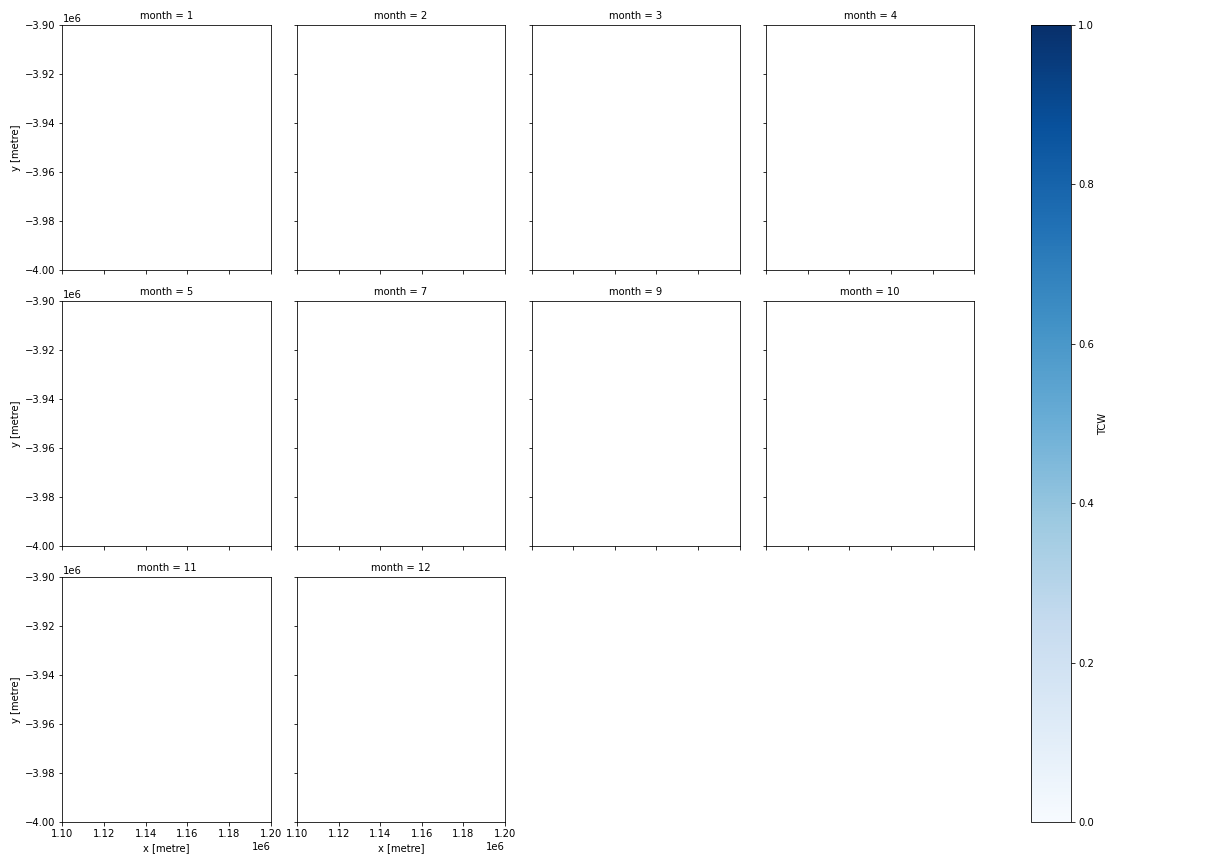 month = 1 month = 2 month = 3 month = 4
1e6
−3.90
−3.92
−3.94
−3.96
−3.98
−4.00
y [metre]
month = 5 month = 7 month = 9 month = 10
1e6
−3.90
−3.92
−3.94
−3.96
−3.98
−4.00
y [metre]
month = 11 month = 12
1e6
−3.90
−3.92
−3.94
−3.96
−3.98
−4.00
y [metre]
1.10 1.12 1.14 1.16 1.18 1.20 1.10 1.12 1.14 1.16 1.18 1.20
1e6 1e6
x [metre] x [metre]
1.0
0.8
0.6
0.4
0.2
0.0
TCW